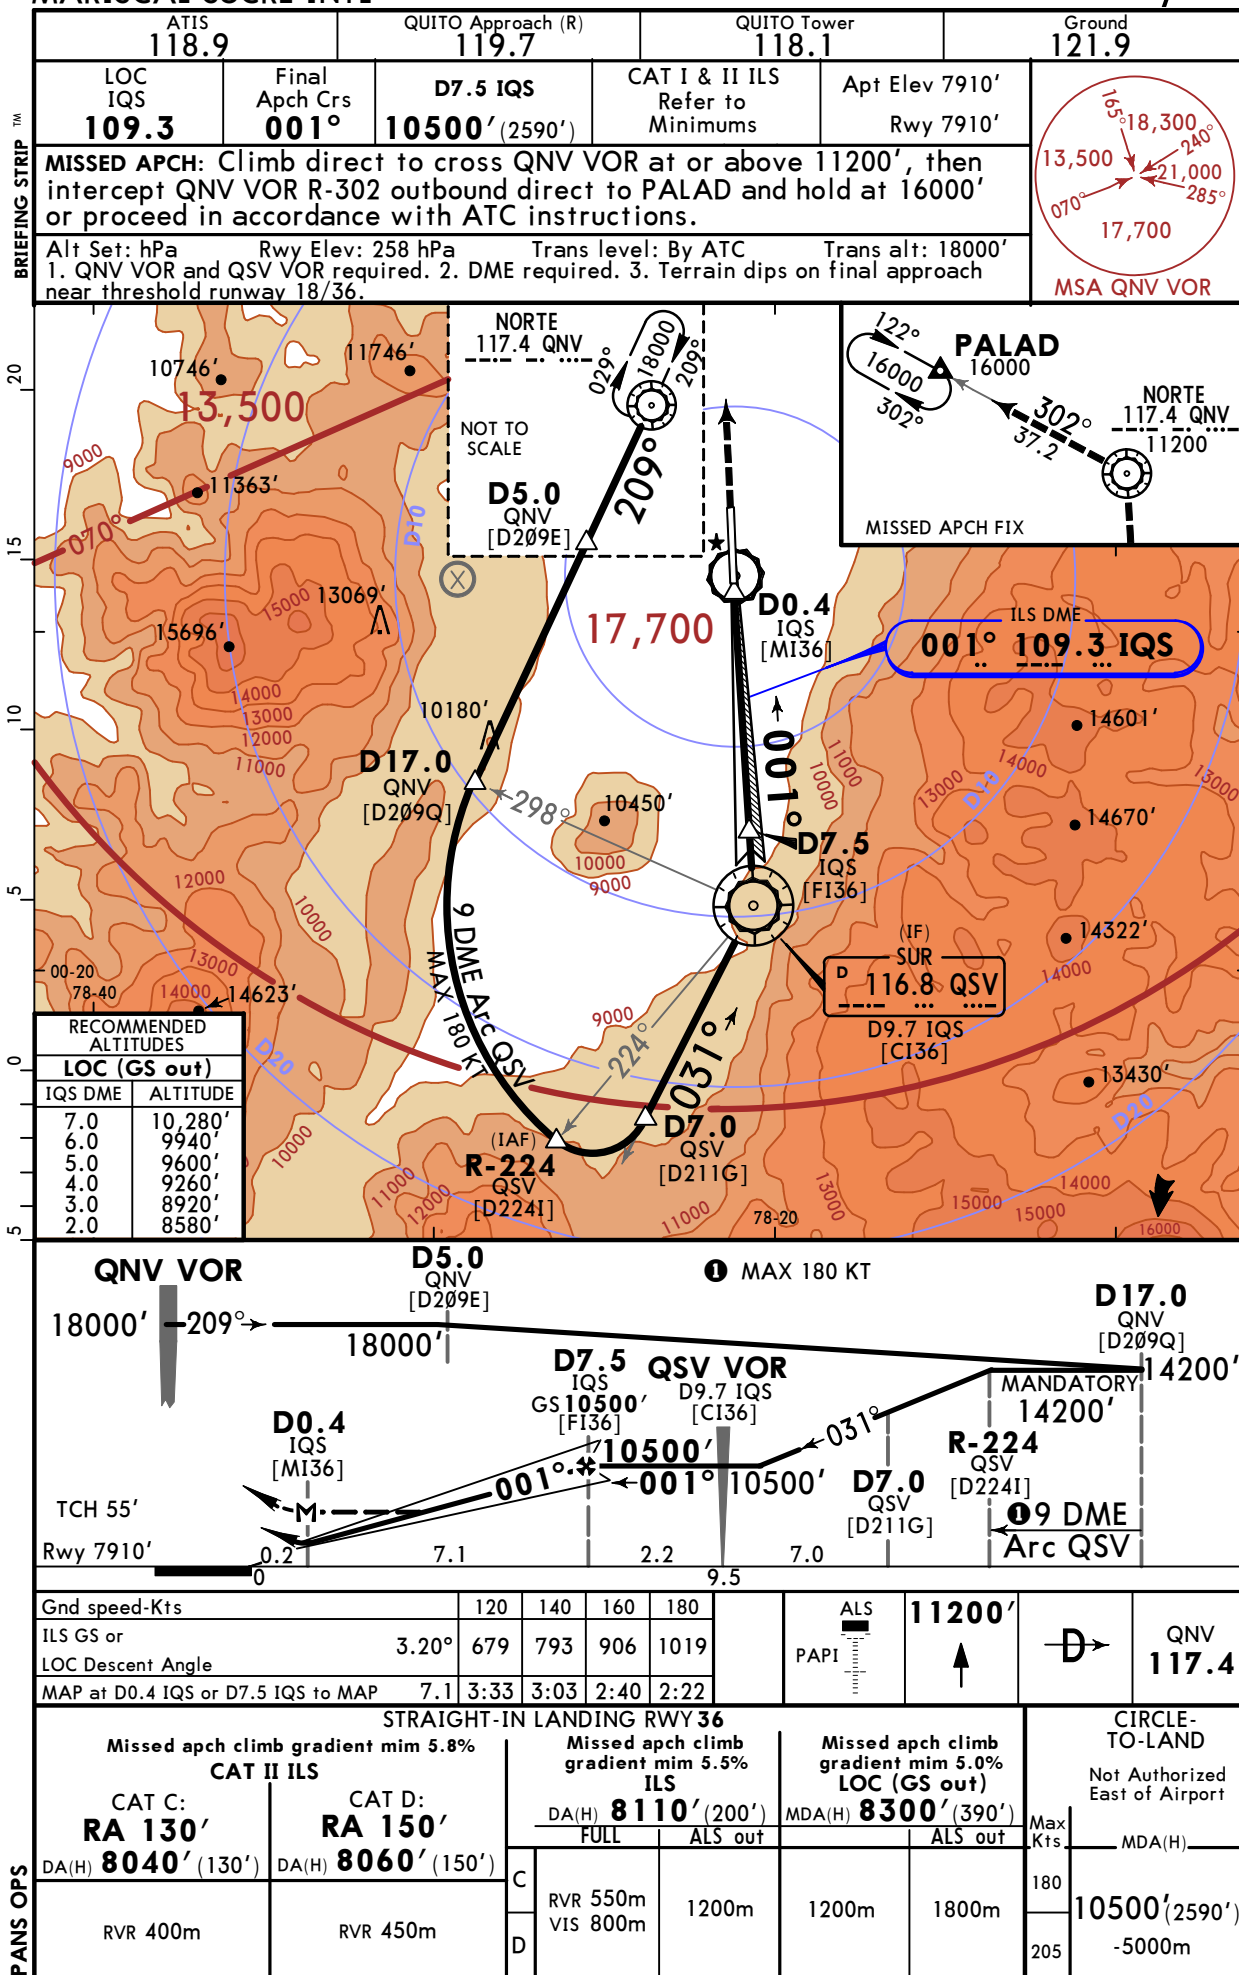 ATIS
118.9
QUITO Approach (R)
119.7
QUITO Tower
118.1
Ground
121.9
BRIEFING STRIP ™
LOC
IQS
109.3
Final
Apch Crs
001°
D7.5 IQS
10500' (2590')
CAT I & II ILS
Refer to
Minimums
Apt Elev 7910'
Rwy 7910'
MISSED APCH: Climb direct to cross QNV VOR at or above 11200', then
intercept QNV VOR R-302 outbound direct to PALAD and hold at 16000'
or proceed in accordance with ATC instructions.
Alt Set: hPa Rwy Elev: 258 hPa Trans level: By ATC Trans alt: 18000'
1. QNV VOR and QSV VOR required. 2. DME required. 3. Terrain dips on final approach
near threshold runway 18/36.
165°
18,300
240°
13,500
21,000
285°
070°
17,700
MSA QNV VOR
20
15
10
5
0
5
10746'
11746'
13,500
9000
11363'
070°
D10
NORTE
117.4 QNV
029°
18000
209°
NOT TO
SCALE
D5.0
QNV
[D209E]
209°
122°
PALAD
16000
16000
302°
302°
37.2
NORTE
117.4 QNV
11200
MISSED APCH FIX
15000
13069'
15696'
14000
13000
12000
11000
17,700
D0.4
IQS
[MI36]
ILS DME
001° 109.3 IQS
10180'
D17.0
QNV
[D209Q]
298°
10450'
10000
9000
001°
11000
10000
14601'
14000
13000
13000
D10
14670'
D7.5
IQS
[FI36]
12000
10000
13000
9 DME Arc QSV
MAX 180 KT
(IF)
SUR
D 116.8 QSV
D9.7 IQS
[CI36]
14322'
14000
00-20
78-40
14000
14623'
D20
9000
224°
031°
13430'
D20
(IAF)
R-224
QSV
[D224I]
D7.0
QSV
[D211G]
10000
11000
12000
11000
78-20
13000
15000
15000
14000
16000
RECOMMENDED
ALTITUDES
LOC (GS out)
IQS DME ALTITUDE
7.0 10,280'
6.0 9940'
5.0 9600'
4.0 9260'
3.0 8920'
2.0 8580'
QNV VOR
18000'
209°
18000'
D5.0
QNV
[D209E]
❶ MAX 180 KT
D17.0
QNV
[D209Q]
14200'
MANDATORY
14200'
D7.5
IQS
GS 10500'
[FI36]
QSV VOR
D9.7 IQS
[CI36]
D0.4
IQS
[MI36]
001°
10500'
001° 10500'
031°
D7.0
QSV
[D211G]
R-224
QSV
[D224I]
❶ 9 DME
Arc QSV
TCH 55'
M
Rwy 7910'
0.2 7.1 2.2 7.0
0 9.5
Gnd speed-Kts 120 140 160 180
ILS GS or
LOC Descent Angle 3.20° 679 793 906 1019
MAP at D0.4 IQS or D7.5 IQS to MAP 7.1 3:33 3:03 2:40 2:22
ALS
PAPI
11200'
D
QNV
117.4
PANS OPS
STRAIGHT-IN LANDING RWY 36
Missed apch climb gradient mim 5.8%
CAT II ILS
CAT C:
RA 130'
DA(H) 8040' (130')
CAT D:
RA 150'
DA(H) 8060' (150')
Missed apch climb
gradient mim 5.5%
ILS
DA(H) 8110' (200')
FULL ALS out
Missed apch climb
gradient mim 5.0%
LOC (GS out)
MDA(H) 8300' (390')
ALS out
CIRCLE-
TO-LAND
Not Authorized
East of Airport
Max
Kts
MDA(H)
RVR 400m
RVR 450m
C
D
RVR 550m
VIS 800m
1200m
1200m
1800m
180
205
10500' (2590')
-5000m